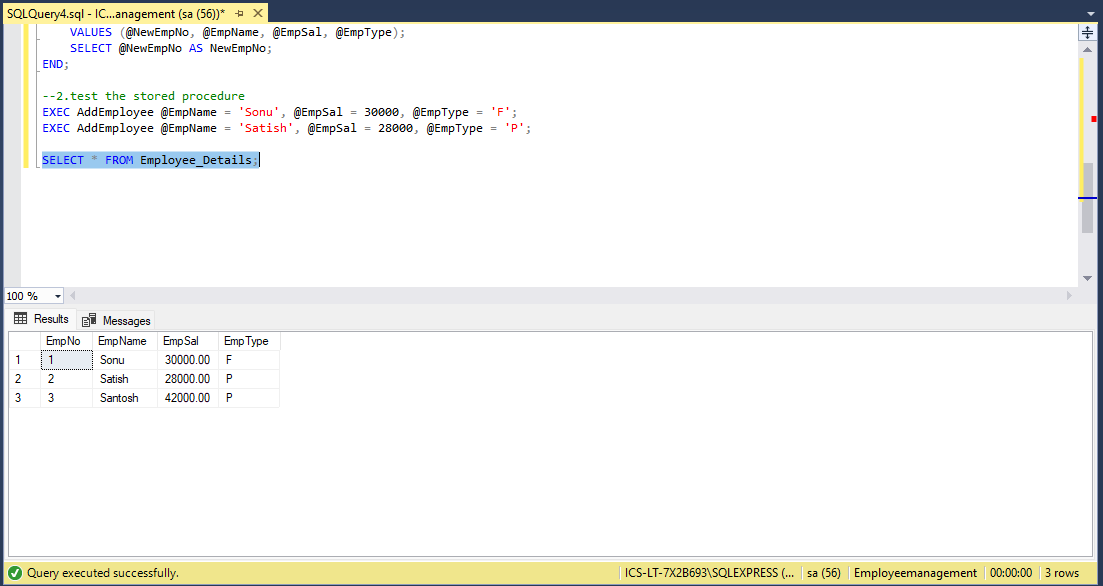 SQLQuery4.sql - IC...anagement (sa (56))*
VALUES (@NewEmpNo, @EmpName, @EmpSal, @EmpType);
SELECT @NewEmpNo AS NewEmpNo;
END;
--2.test the stored procedure
EXEC AddEmployee @EmpName = 'Sonu', @EmpSal = 30000, @EmpType = 'F';
EXEC AddEmployee @EmpName = 'Satish', @EmpSal = 28000, @EmpType = 'P';
SELECT * FROM Employee_Details;
100 %
Results Messages
EmpNo EmpName EmpSal EmpType
1 1 Sonu 30000.00 F
2 2 Satish 28000.00 P
3 3 Santosh 42000.00 P
Query executed successfully. ICS-LT-7X2B693\SQLEXPRESS (... sa (56) Employeemanagement 00:00:00 3 rows